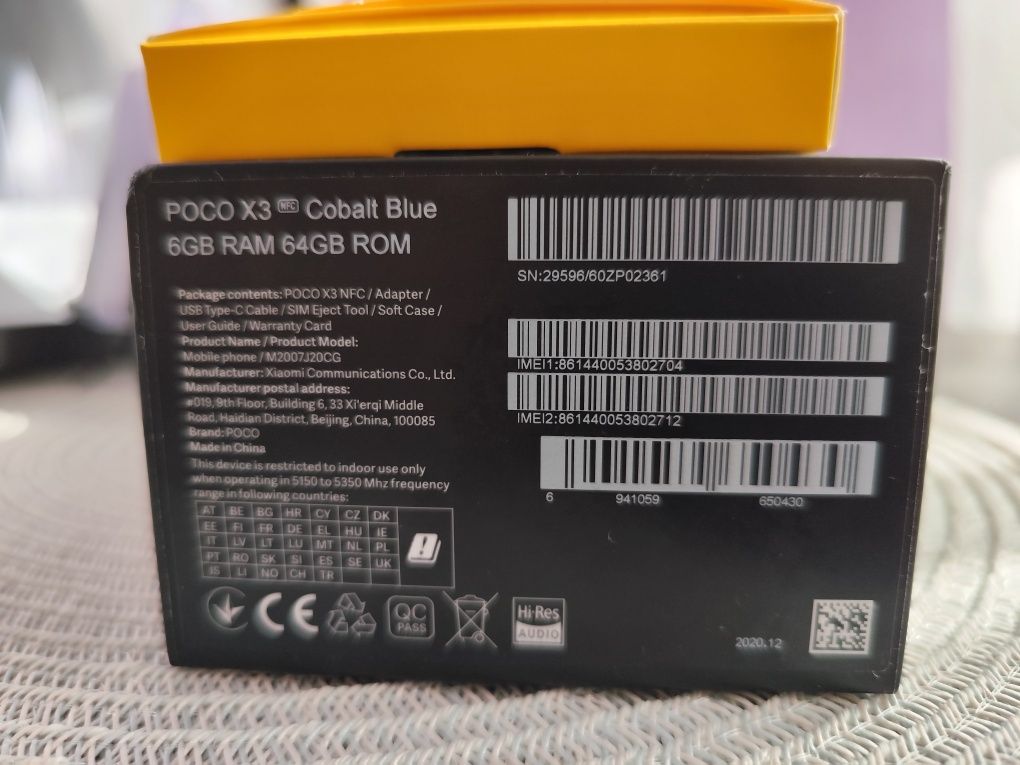 POCO X3 NFC Cobalt Blue
6GB RAM 64GB ROM
Package contents: POCO X3 NFC / Adapter /
USB Type-C Cable / SIM Eject Tool / Soft Case /
User Guide / Warranty Card
Product Name / Product Model:
Mobile phone / M2007J20CG
Manufacturer: Xiaomi Communications Co., Ltd.
Manufacturer postal address:
#019, 9th Floor, Building 6, 33 Xi'erqi Middle
Road, Haidian District, Beijing, China, 100085
Brand: POCO
Made in China
This device is restricted to indoor use only
when operating in 5150 to 5350 Mhz frequency
range in following countries:
AT BE BG HR CY CZ DK
EE FI FR DE EL HU IE
IT LV LT LU MT NL PL
PT RO SK SI ES SE UK
IS LI NO CH TR
CE
QC
PASS
Hi-Res
AUDIO
SN:29596/60ZP02361
IMEI1:861440053802704
IMEI2:861440053802712
6 941059 650430
2020.12